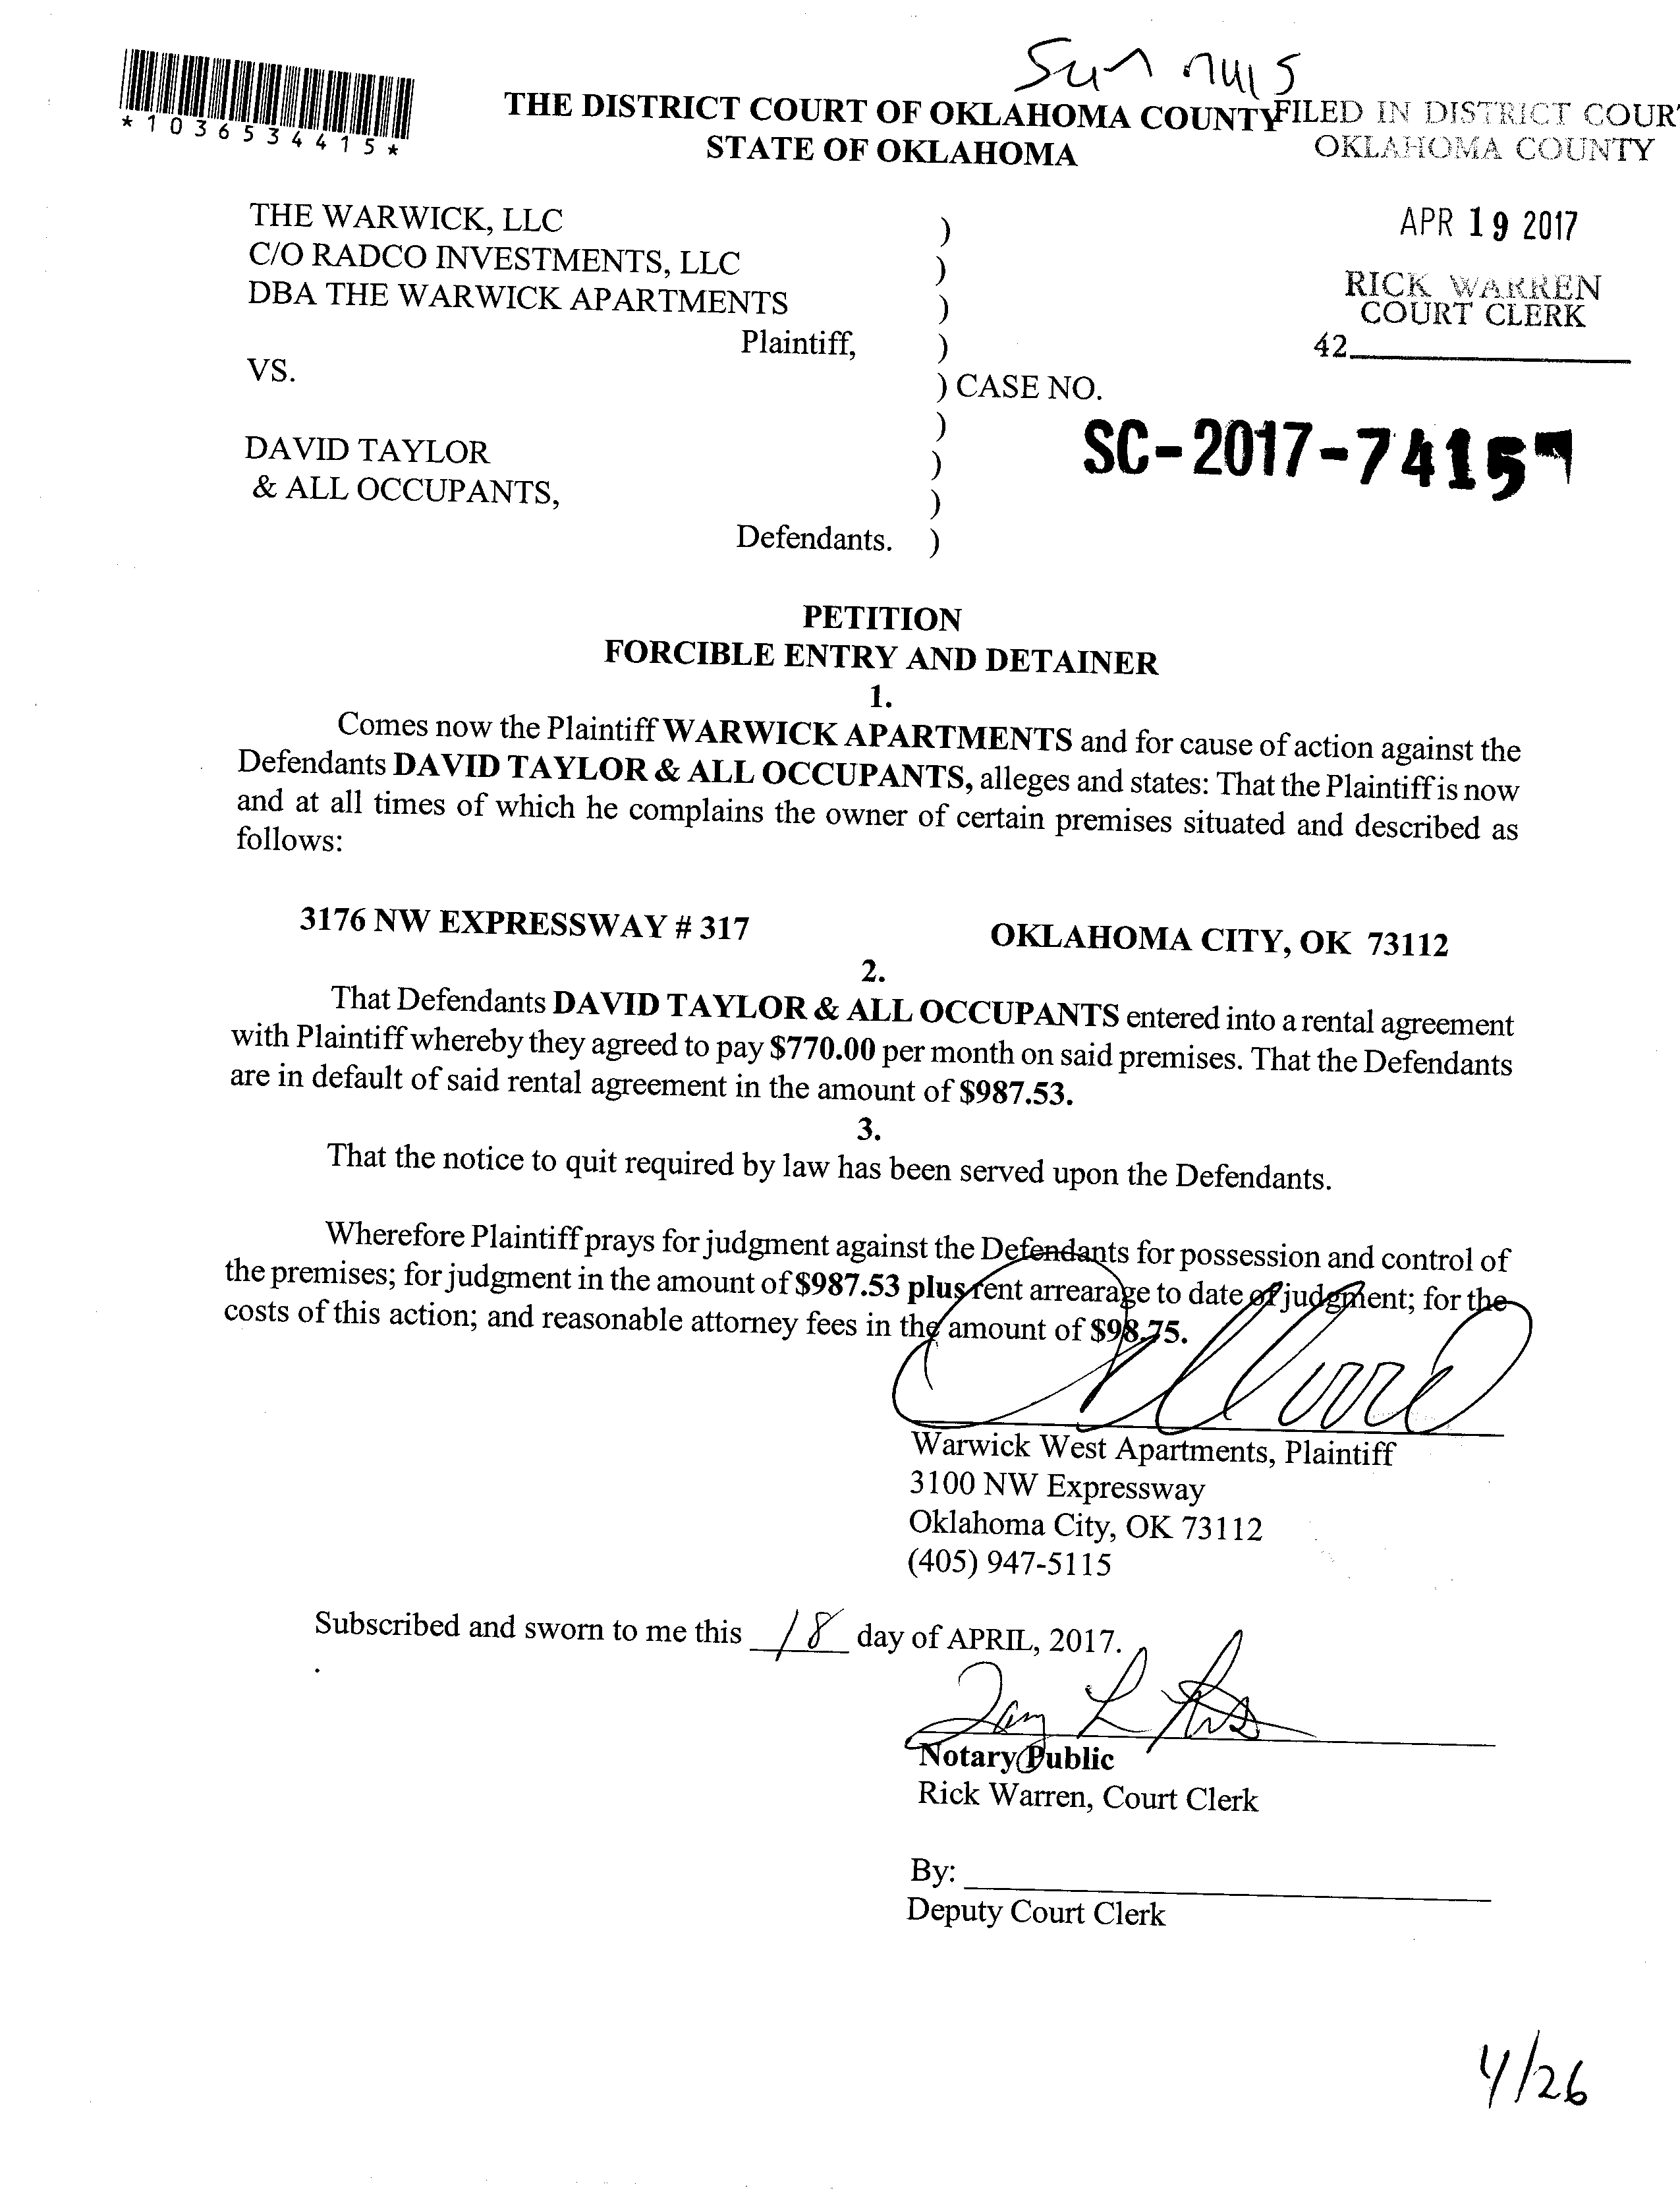 *1036534415*
THE DISTRICT COURT OF OKLAHOMA COUNTY
STATE OF OKLAHOMA
FILED IN DISTRICT COUR
OKLAHOMA COUNTY
APR 19 2017
RICK WARREN
COURT CLERK
42
THE WARWICK, LLC )
C/O RADCO INVESTMENTS, LLC )
DBA THE WARWICK APARTMENTS )
Plaintiff, )
VS. ) CASE NO.
)
SC-2017-7415
DAVID TAYLOR )
& ALL OCCUPANTS, )
Defendants. )
PETITION
FORCIBLE ENTRY AND DETAINER
1.
Comes now the Plaintiff WARWICK APARTMENTS and for cause of action against the
Defendants DAVID TAYLOR & ALL OCCUPANTS, alleges and states: That the Plaintiff is now
and at all times of which he complains the owner of certain premises situated and described as
follows:
3176 NW EXPRESSWAY # 317 OKLAHOMA CITY, OK 73112
2.
That Defendants DAVID TAYLOR & ALL OCCUPANTS entered into a rental agreement
with Plaintiff whereby they agreed to pay $770.00 per month on said premises. That the Defendants
are in default of said rental agreement in the amount of $987.53.
3.
That the notice to quit required by law has been served upon the Defendants.
Wherefore Plaintiff prays for judgment against the Defendants for possession and control of
the premises; for judgment in the amount of $987.53 plus rent arrearage to date of judgment; for the
costs of this action; and reasonable attorney fees in the amount of $98.75.
Warwick West Apartments, Plaintiff
3100 NW Expressway
Oklahoma City, OK 73112
(405) 947-5115
Subscribed and sworn to me this 18 day of APRIL, 2017.
Notary Public
Rick Warren, Court Clerk
By:
Deputy Court Clerk
4/26